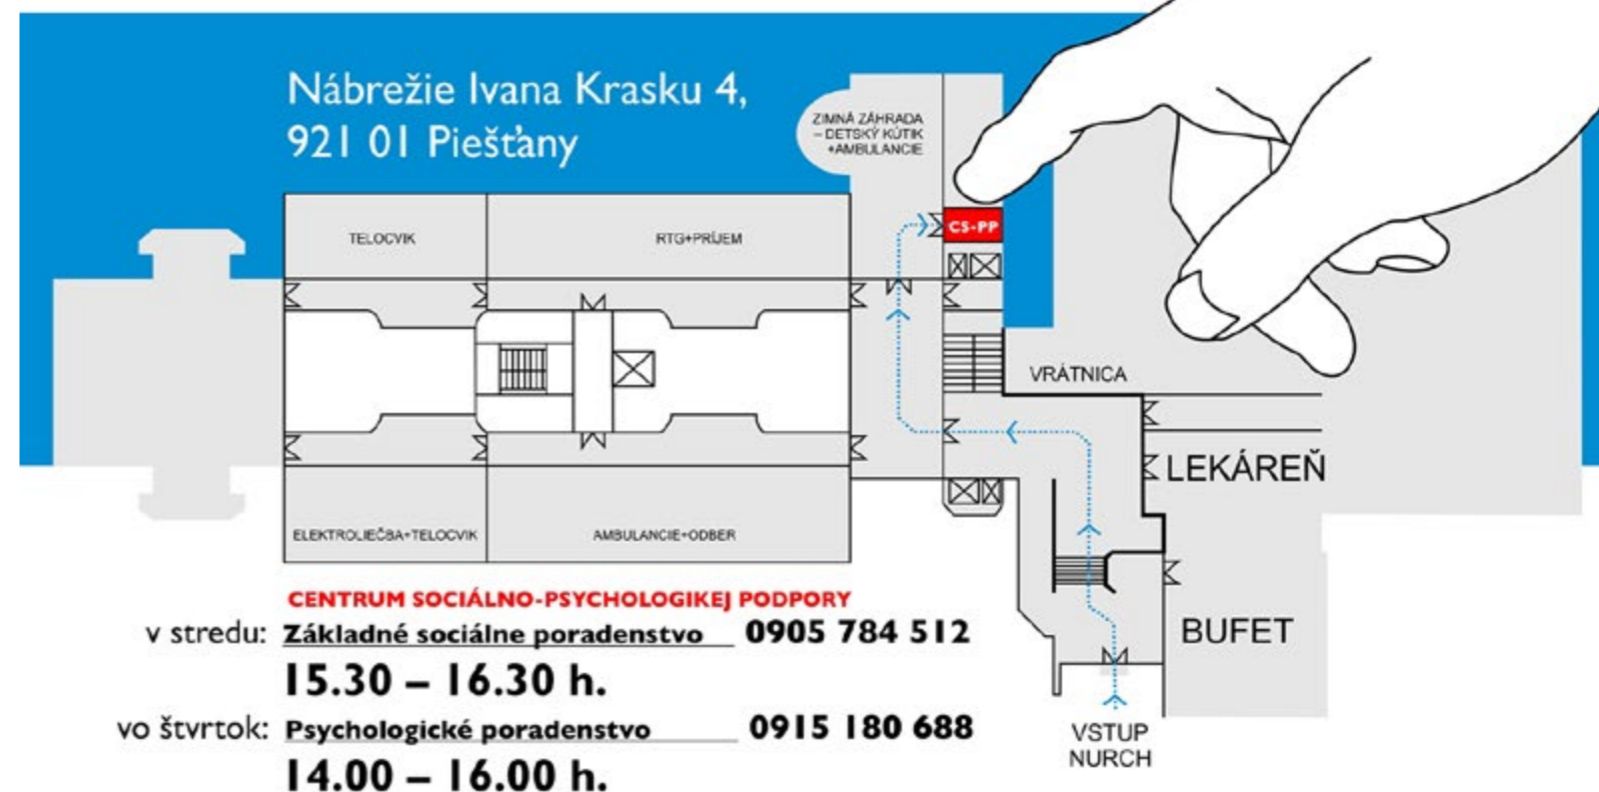 Nábrežie Ivana Krasku 4,
921 01 Piešťany
ZIMNÁ ZÁHRADA
– DETSKÝ KÚTIK
+AMBULANCIE
CS-PP
TELOCVIK
RTG+PRÍJEM
VRÁTNICA
LEKÁREŇ
ELEKTROLIEČBA+TELOCVIK
AMBULANCIE+ODBER
BUFET
VSTUP
NURCH
CENTRUM SOCIÁLNO-PSYCHOLOGIKEJ PODPORY
v stredu: Základné sociálne poradenstvo 0905 784 512
15.30 – 16.30 h.
vo štvrtok: Psychologické poradenstvo 0915 180 688
14.00 – 16.00 h.